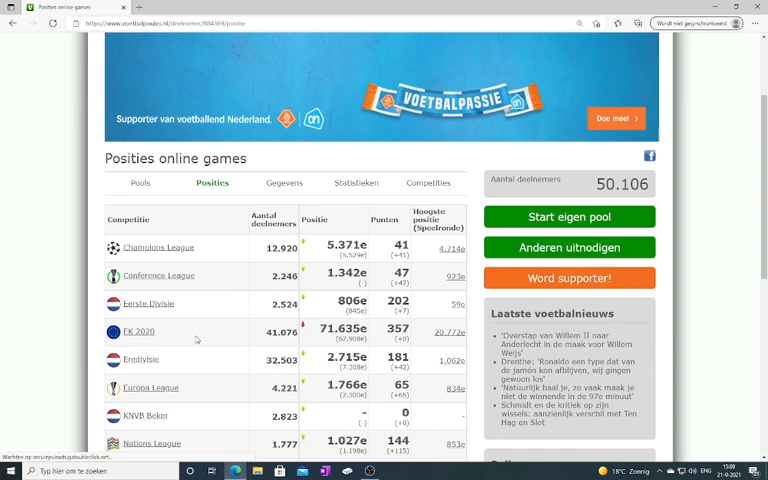 Posities online games
https://www.voetbalpoules.nl/deelnemer/884369/positie
Wordt niet gesynchroniseerd
VOETBALPASSIE
Supporter van voetballend Nederland.
Doe mee!
Posities online games
Pools
Posities
Gegevens
Statistieken
Competities
Aantal deelnemers
50.106
Start eigen pool
Anderen uitnodigen
Word supporter!
Competitie
Aantal deelnemers
Positie
Punten
Hoogste positie (Speelronde)
Champions League 12.920 5.371e 41 4.714e
(5.529e) (+41)
Conference League 2.246 1.342e 47 923e
(-) (+47)
Eerste Divisie 2.524 806e 202 59e
(845e) (+7)
EK 2020 41.076 71.635e 357 20.772e
(62.908e) (+0)
Eredivisie 32.503 2.715e 181 1.062e
(7.308e) (+42)
Europa League 4.221 1.766e 65 834e
(2.300e) (+65)
KNVB Beker 2.823 - 0 -
(-) (+0)
Nations League 1.777 1.027e 144 853e
(1.198e) (+115)
Laatste voetbalnieuws
'Overstap van Willem II naar
Anderlecht in de maak voor Willem
Weijs'
Drenthe: 'Ronaldo een type dat van
de jamón kon afblijven, wij gingen
gewoon los'
'Natuurlijk baal je, zo vaak maak je
niet de winnende in de 97e minuut'
Schmidt en de kritiek op zijn
wissels: aanzienlijk verschil met Ten
Hag en Slot
Wachten op securepubads.g.doubleclick.net...
Typ hier om te zoeken
18°C Zonnig
ENG
15:09
21-9-2021